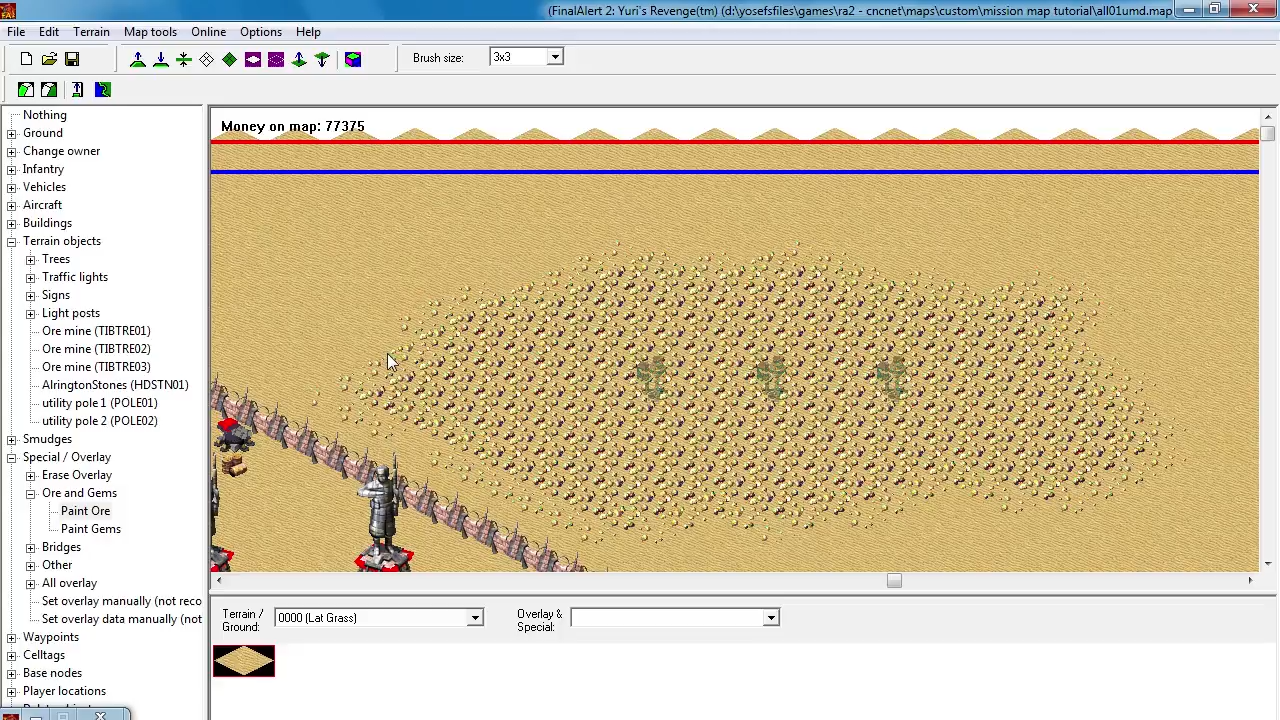 (FinalAlert 2: Yuri's Revenge(tm) (d:\yosefsfiles\games\ra2 - cncnet\maps\custom\mission map tutorial\all01umd.map
File Edit Terrain Map tools Online Options Help
Brush size: 3x3
Nothing
Ground
Change owner
Infantry
Vehicles
Aircraft
Buildings
Terrain objects
Trees
Traffic lights
Signs
Light posts
Ore mine (TIBTRE01)
Ore mine (TIBTRE02)
Ore mine (TIBTRE03)
AlringtonStones (HDSTN01)
utility pole 1 (POLE01)
utility pole 2 (POLE02)
Smudges
Special / Overlay
Erase Overlay
Ore and Gems
Paint Ore
Paint Gems
Bridges
Other
All overlay
Set overlay manually (not reco
Set overlay data manually (not
Waypoints
Celltags
Base nodes
Player locations
Money on map: 77375
Terrain /
Ground:
0000 (Lat Grass)
Overlay &
Special: